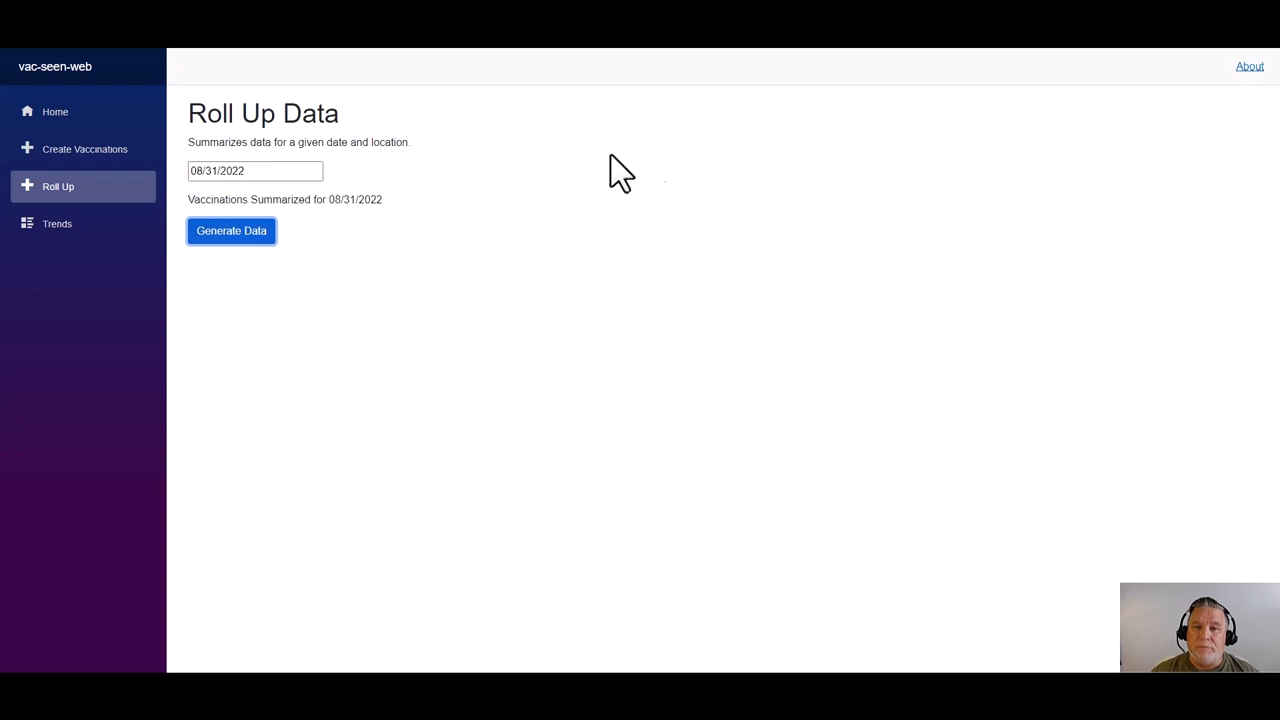 vac-seen-web
About
Home
Create Vaccinations
Roll Up
Trends
Roll Up Data
Summarizes data for a given date and location.
08/31/2022
Vaccinations Summarized for 08/31/2022
Generate Data